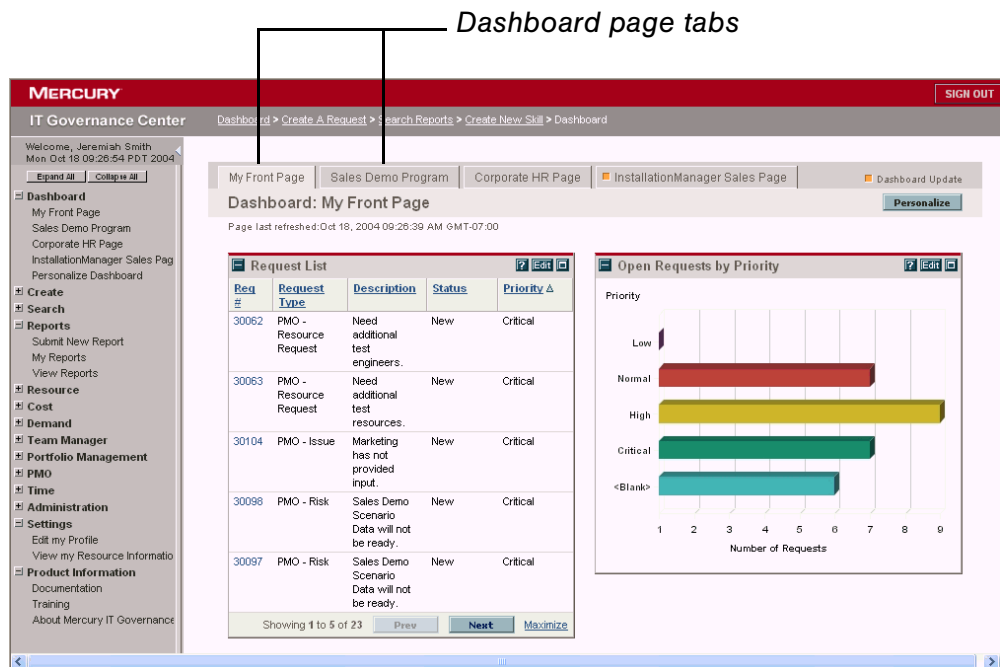 Dashboard page tabs
MERCURY
SIGN OUT
IT Governance Center
Dashboard > Create A Request > Search Reports > Create New Skill > Dashboard
Welcome, Jeremiah Smith
Mon Oct 18 09:26:54 PDT 2004
Expand All Collapse All
Dashboard
My Front Page
Sales Demo Program
Corporate HR Page
InstallationManager Sales Pag
Personalize Dashboard
Create
Search
Reports
Submit New Report
My Reports
View Reports
Resource
Cost
Demand
Team Manager
Portfolio Management
PMO
Time
Administration
Settings
Edit my Profile
View my Resource Informatio
Product Information
Documentation
Training
About Mercury IT Governance
My Front Page Sales Demo Program Corporate HR Page InstallationManager Sales Page Dashboard Update
Dashboard: My Front Page Personalize
Page last refreshed:Oct 18, 2004 09:26:39 AM GMT-07:00
Request List ? Edit
Req # Request Type Description Status Priority
30062 PMO - Resource Request Need additional test engineers. New Critical
30063 PMO - Resource Request Need additional test resources. New Critical
30104 PMO - Issue Marketing has not provided input. New Critical
30098 PMO - Risk Sales Demo Scenario Data will not be ready. New Critical
30097 PMO - Risk Sales Demo Scenario Data will not be ready. New Critical
Showing 1 to 5 of 23 Prev Next Maximize
Open Requests by Priority ? Edit
Priority
Low
Normal
High
Critical
<Blank>
1 2 3 4 5 6 7 8 9
Number of Requests